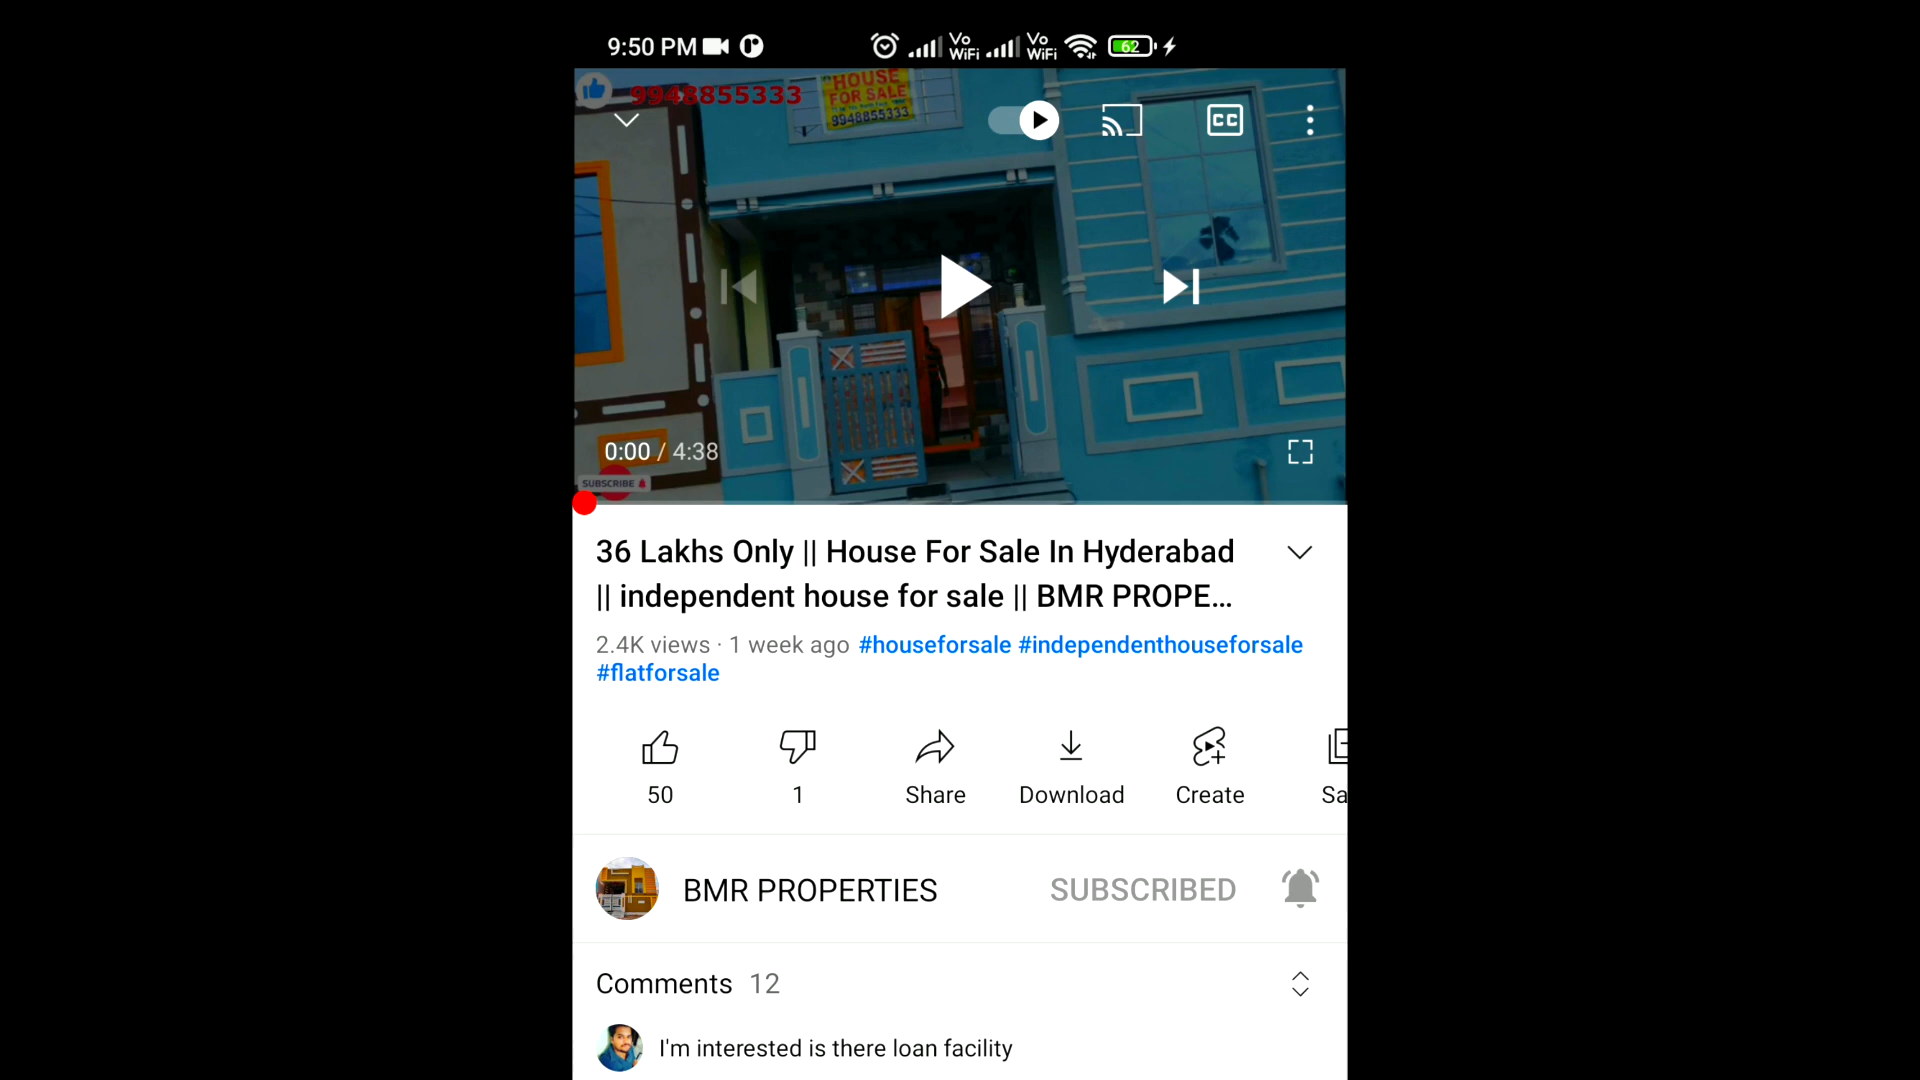 9:50 PM
Vo
WiFi
Vo
WiFi
62
9948855333
HOUSE
FOR SALE
9948855333
CC
0:00 / 4:38
SUBSCRIBE
36 Lakhs Only || House For Sale In Hyderabad
|| independent house for sale || BMR PROPE...
2.4K views · 1 week ago #houseforsale #independenthouseforsale
#flatforsale
50
1
Share
Download
Create
Sa
BMR PROPERTIES
SUBSCRIBED
Comments 12
I'm interested is there loan facility